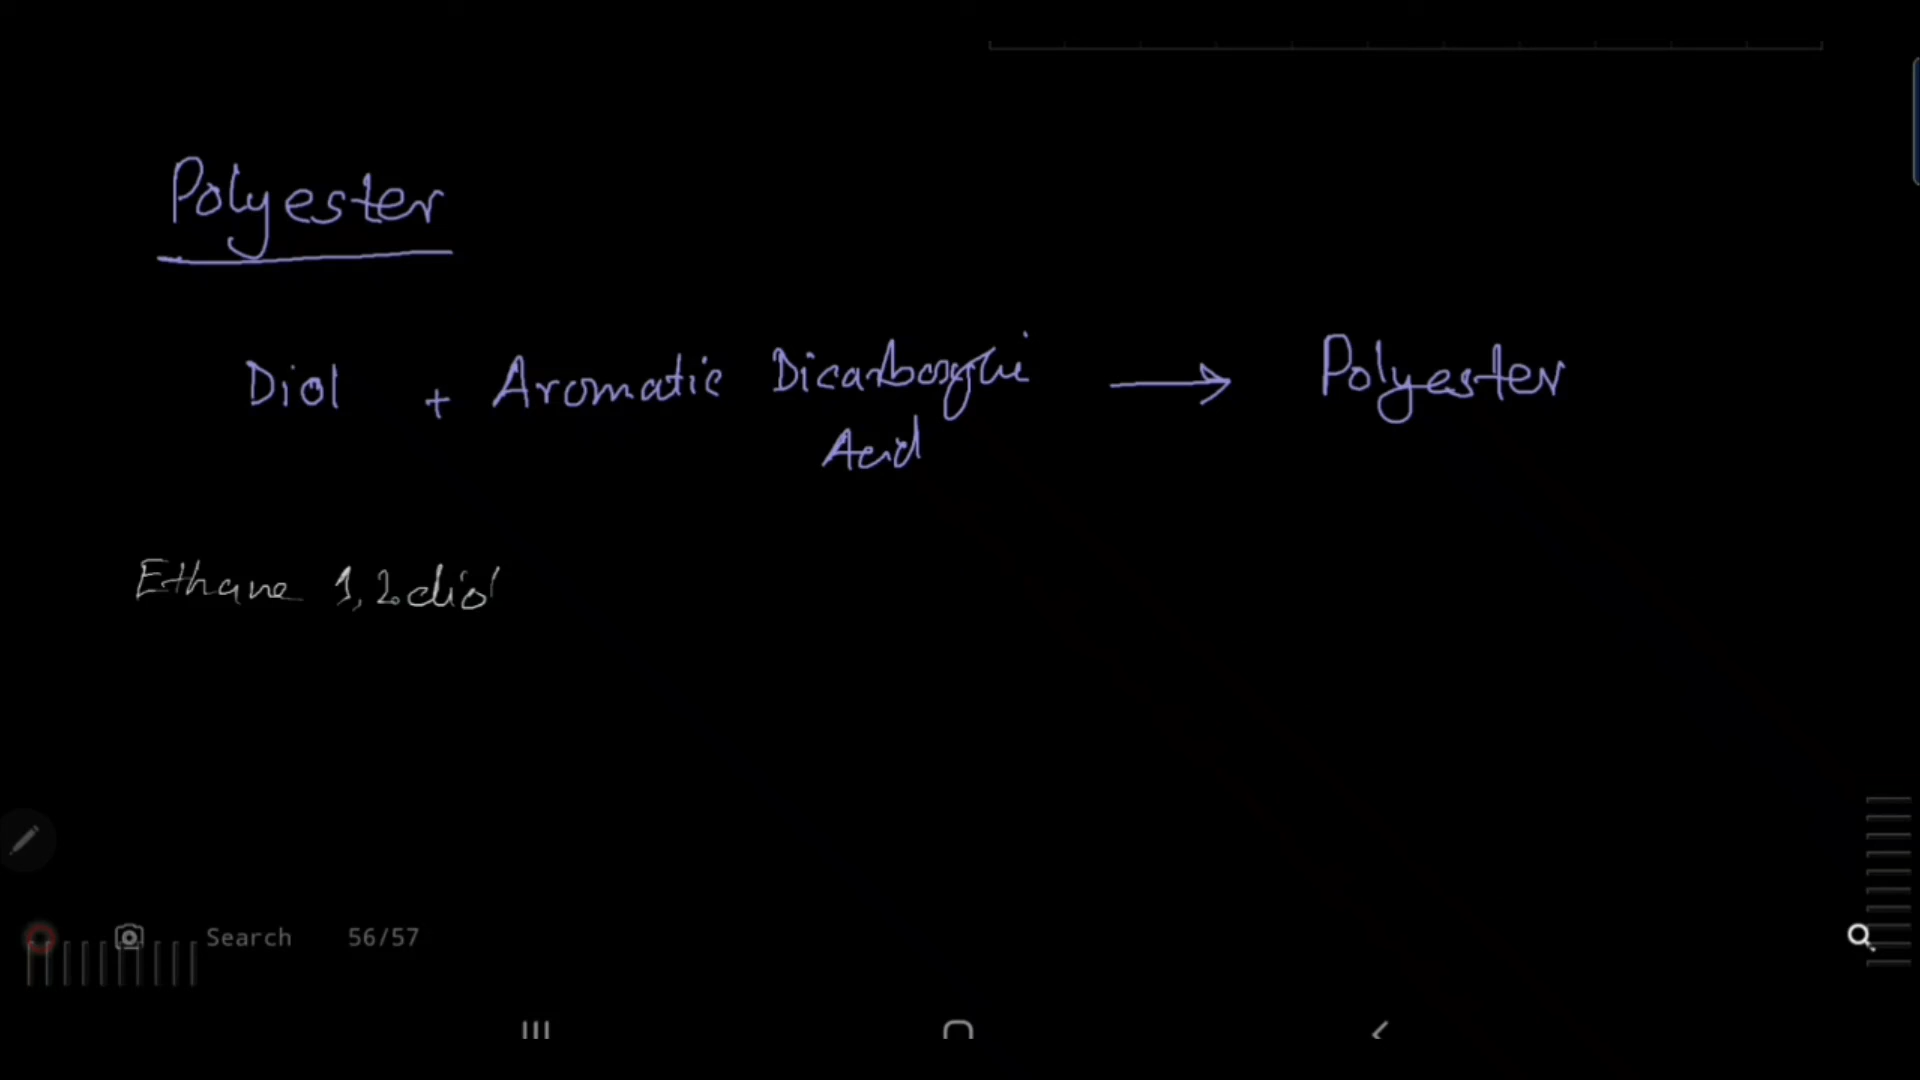 Polyester
Diol + Aromatic Dicarboxylic → Polyester
Acid
Ethane 1,2 diol
Search 56/57